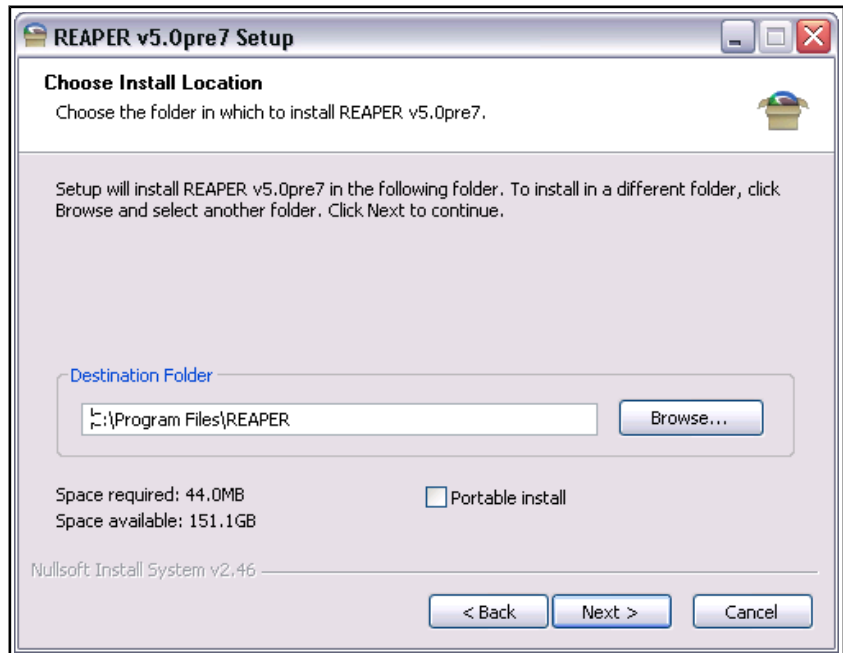 REAPER v5.0pre7 Setup
Choose Install Location
Choose the folder in which to install REAPER v5.0pre7.
Setup will install REAPER v5.0pre7 in the following folder. To install in a different folder, click
Browse and select another folder. Click Next to continue.
Destination Folder
C:\Program Files\REAPER
Browse...
Space required: 44.0MB
Portable install
Space available: 151.1GB
Nullsoft Install System v2.46
< Back
Next >
Cancel